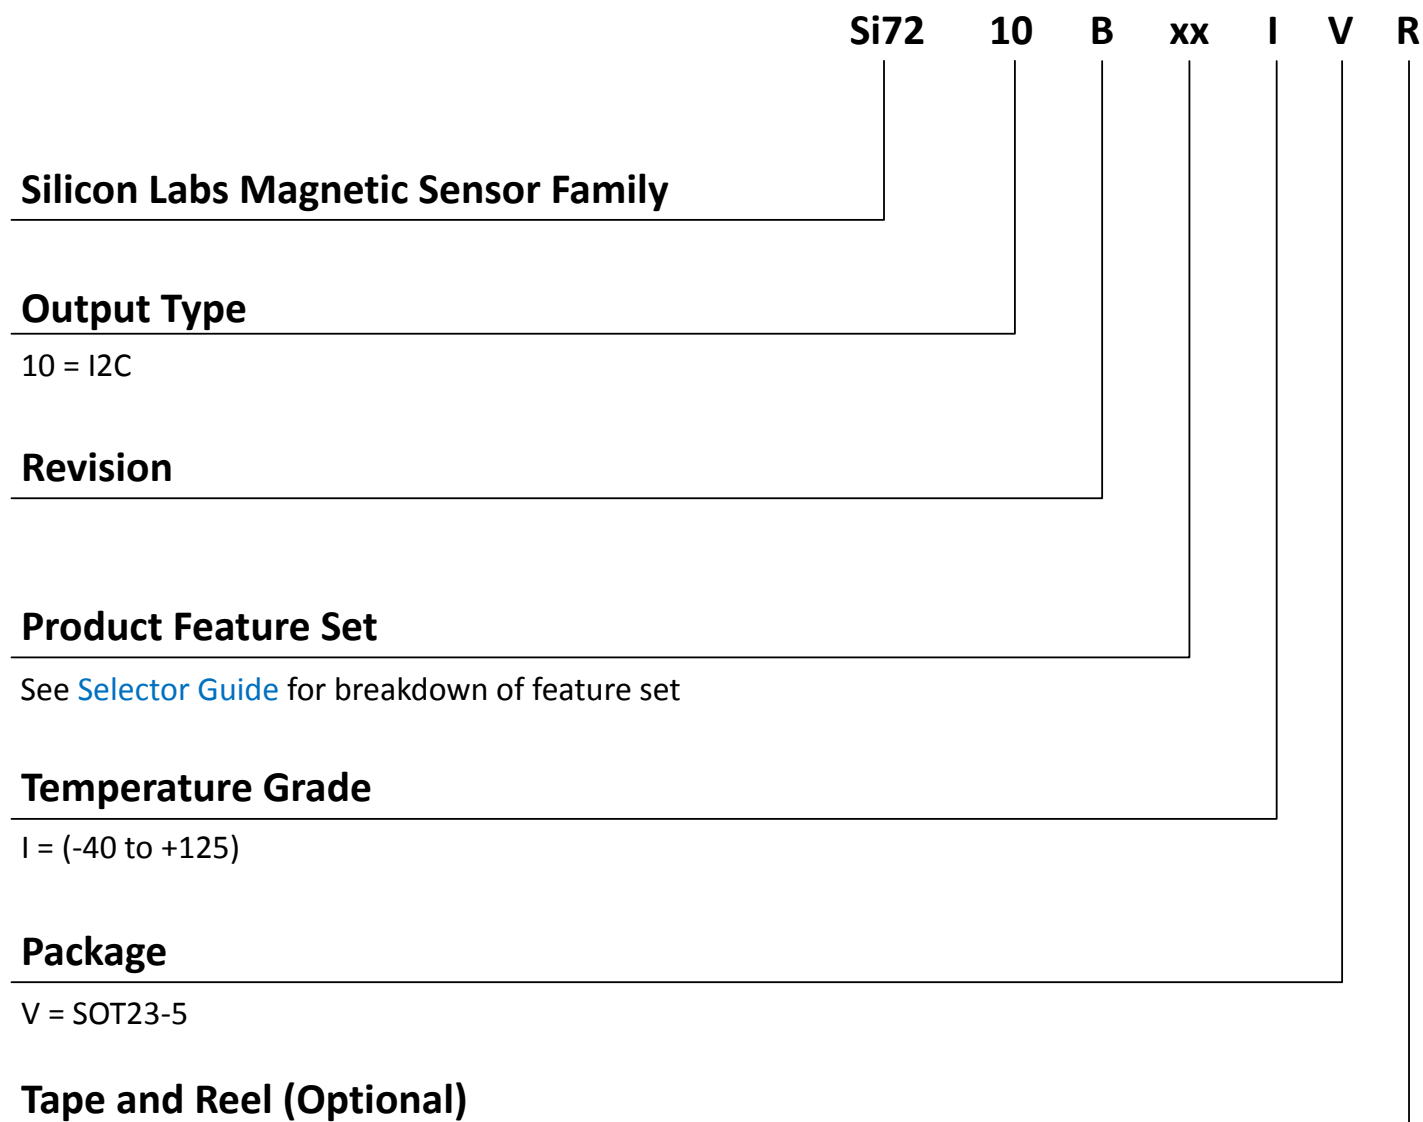 Si72 10 B xx I V R
Silicon Labs Magnetic Sensor Family
Output Type
10 = I2C
Revision
Product Feature Set
See Selector Guide for breakdown of feature set
Temperature Grade
I = (-40 to +125)
Package
V = SOT23-5
Tape and Reel (Optional)